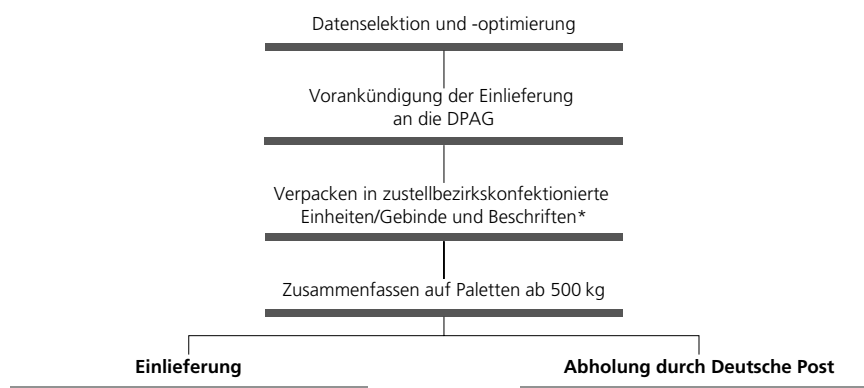 Datenselektion und -optimierung
Vorankündigung der Einlieferung
an die DPAG
Verpacken in zustellbezirkskonfektionierte
Einheiten/Gebinde und Beschriften*
Zusammenfassen auf Paletten ab 500 kg
Einlieferung
Abholung durch Deutsche Post